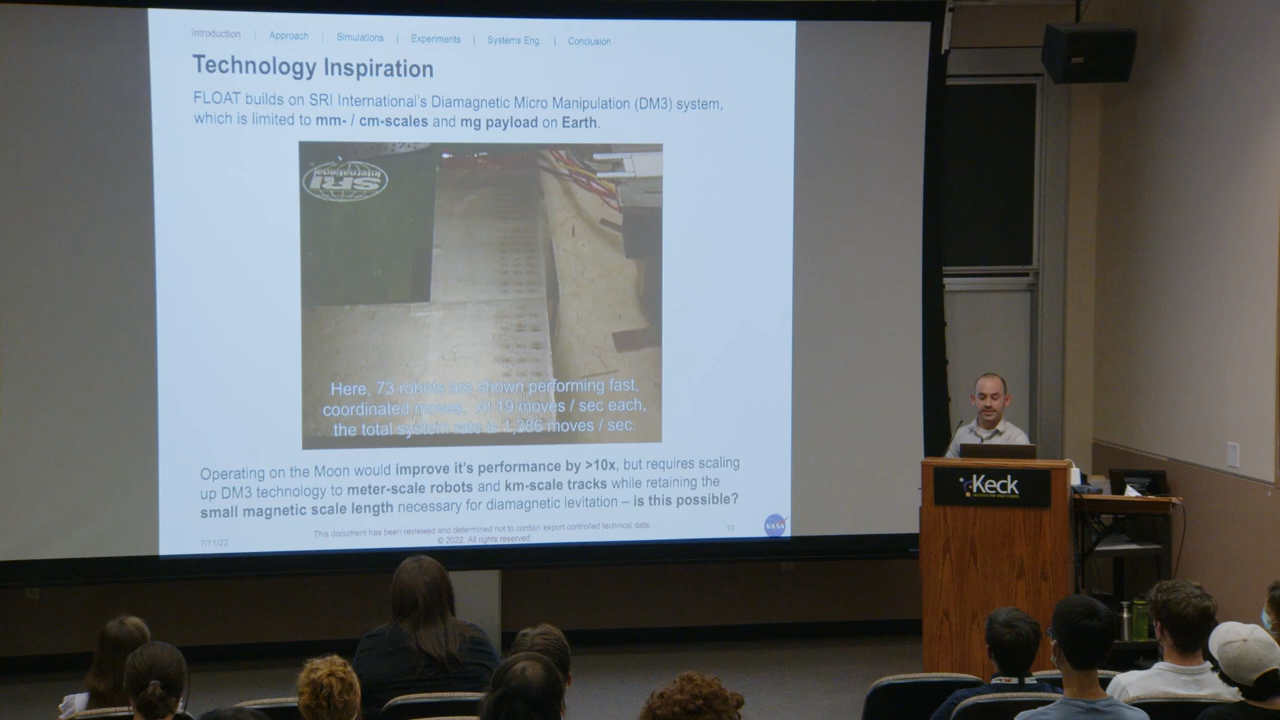 Introduction | Approach | Simulations | Experiments | Systems Eng. | Conclusion
Technology Inspiration
FLOAT builds on SRI International's Diamagnetic Micro Manipulation (DM3) system,
which is limited to mm- / cm-scales and mg payload on Earth.
SRI
International
Here, 73 robots are shown performing fast,
coordinated moves. At 19 moves / sec each,
the total system rate is 1,386 moves / sec.
Operating on the Moon would improve it's performance by >10x, but requires scaling
up DM3 technology to meter-scale robots and km-scale tracks while retaining the
small magnetic scale length necessary for diamagnetic levitation – is this possible?
This document has been reviewed and determined not to contain export controlled technical data.
7/11/22
© 2022. All rights reserved.
10
NASA
Keck